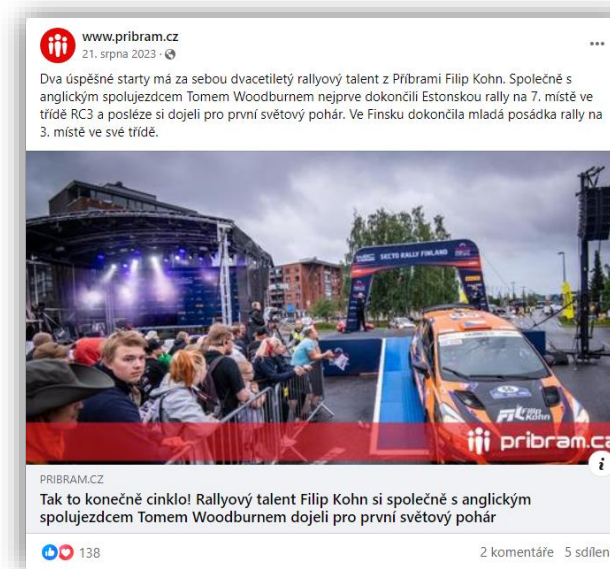 www.pribram.cz
21. srpna 2023 ·
Dva úspěšné starty má za sebou dvacetiletý rallyový talent z Příbrami Filip Kohn. Společně s
anglickým spolujezdcem Tomem Woodburnem nejprve dokončili Estonskou rally na 7. místě ve
třídě RC3 a posléze si dojeli pro první světový pohár. Ve Finsku dokončila mladá posádka rally na
3. místě ve své třídě.
SECTO RALLY FINLAND
Filip
Kohn
pribram.cz
PRIBRAM.CZ
Tak to konečně cinklo! Rallyový talent Filip Kohn si společně s anglickým
spolujezdcem Tomem Woodburnem dojeli pro první světový pohár
138
2 komentáře 5 sdílen